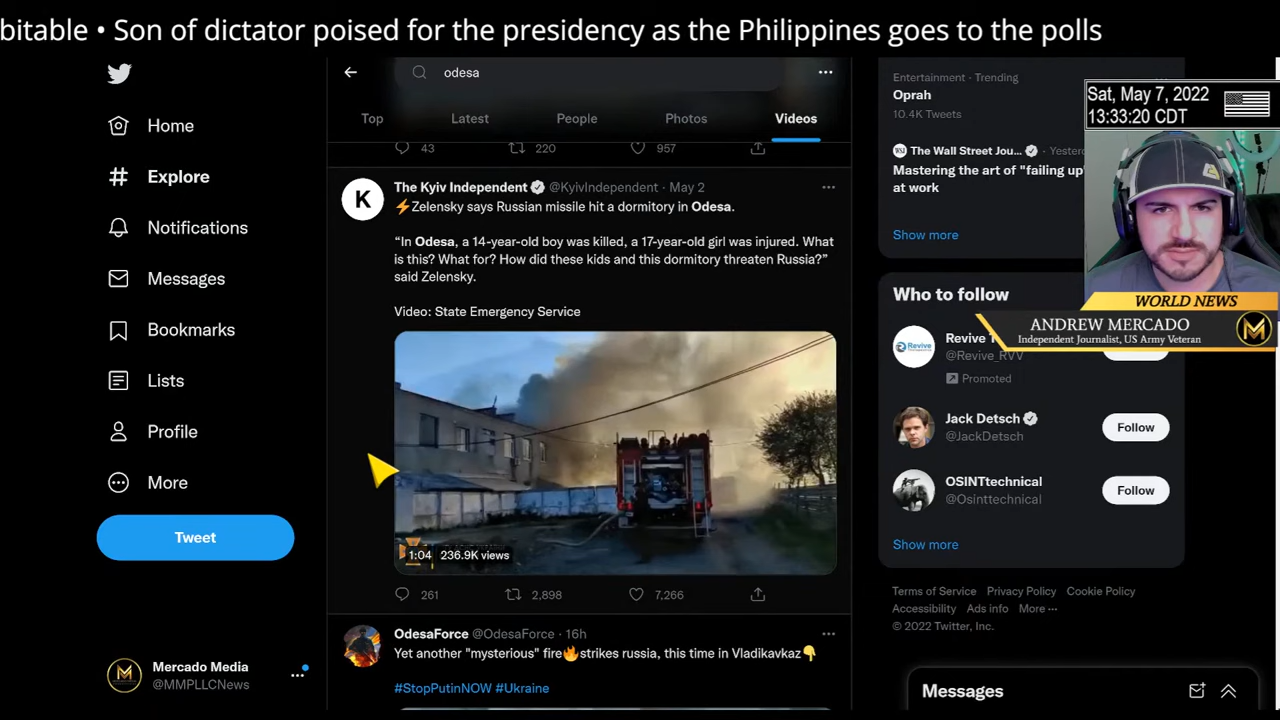 bitable • Son of dictator poised for the presidency as the Philippines goes to the polls
Home
Explore
Notifications
Messages
Bookmarks
Lists
Profile
More
Tweet
Mercado Media
@MMPLLCNews
odesa
Top
Latest
People
Photos
Videos
43
220
957
K
The Kyiv Independent @KyivIndependent · May 2
⚡Zelensky says Russian missile hit a dormitory in Odesa.
“In Odesa, a 14-year-old boy was killed, a 17-year-old girl was injured. What
is this? What for? How did these kids and this dormitory threaten Russia?”
said Zelensky.
Video: State Emergency Service
1:04 236.9K views
261
2,898
7,266
OdesaForce @OdesaForce · 16h
Yet another "mysterious" fire🔥strikes russia, this time in Vladikavkaz👇
#StopPutinNOW #Ukraine
Entertainment · Trending
Oprah
10.4K Tweets
WSJ The Wall Street Jou... · Yesterd
Mastering the art of "failing up"
at work
Show more
Sat, May 7, 2022
13:33:20 CDT
WORLD NEWS
ANDREW MERCADO
Independent Journalist, US Army Veteran
M
Who to follow
Revive
Revive T
@Revive_RVV
Promoted
Jack Detsch
@JackDetsch
Follow
OSINTtechnical
@Osinttechnical
Follow
Show more
Terms of Service Privacy Policy Cookie Policy
Accessibility Ads info More ···
© 2022 Twitter, Inc.
Messages